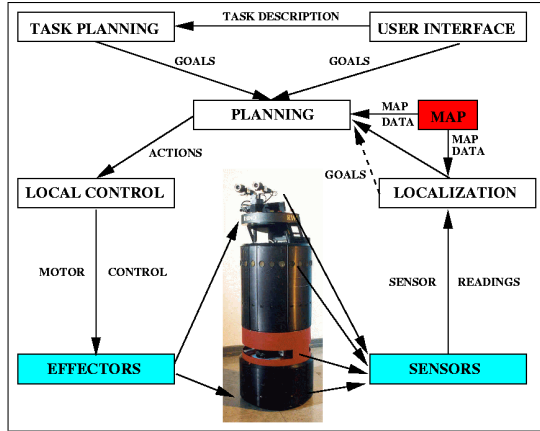 TASK DESCRIPTION
TASK PLANNING
USER INTERFACE
GOALS
GOALS
PLANNING
MAP
DATA
MAP
MAP
DATA
ACTIONS
GOALS
LOCAL CONTROL
LOCALIZATION
MOTOR CONTROL
SENSOR READINGS
EFFECTORS
SENSORS